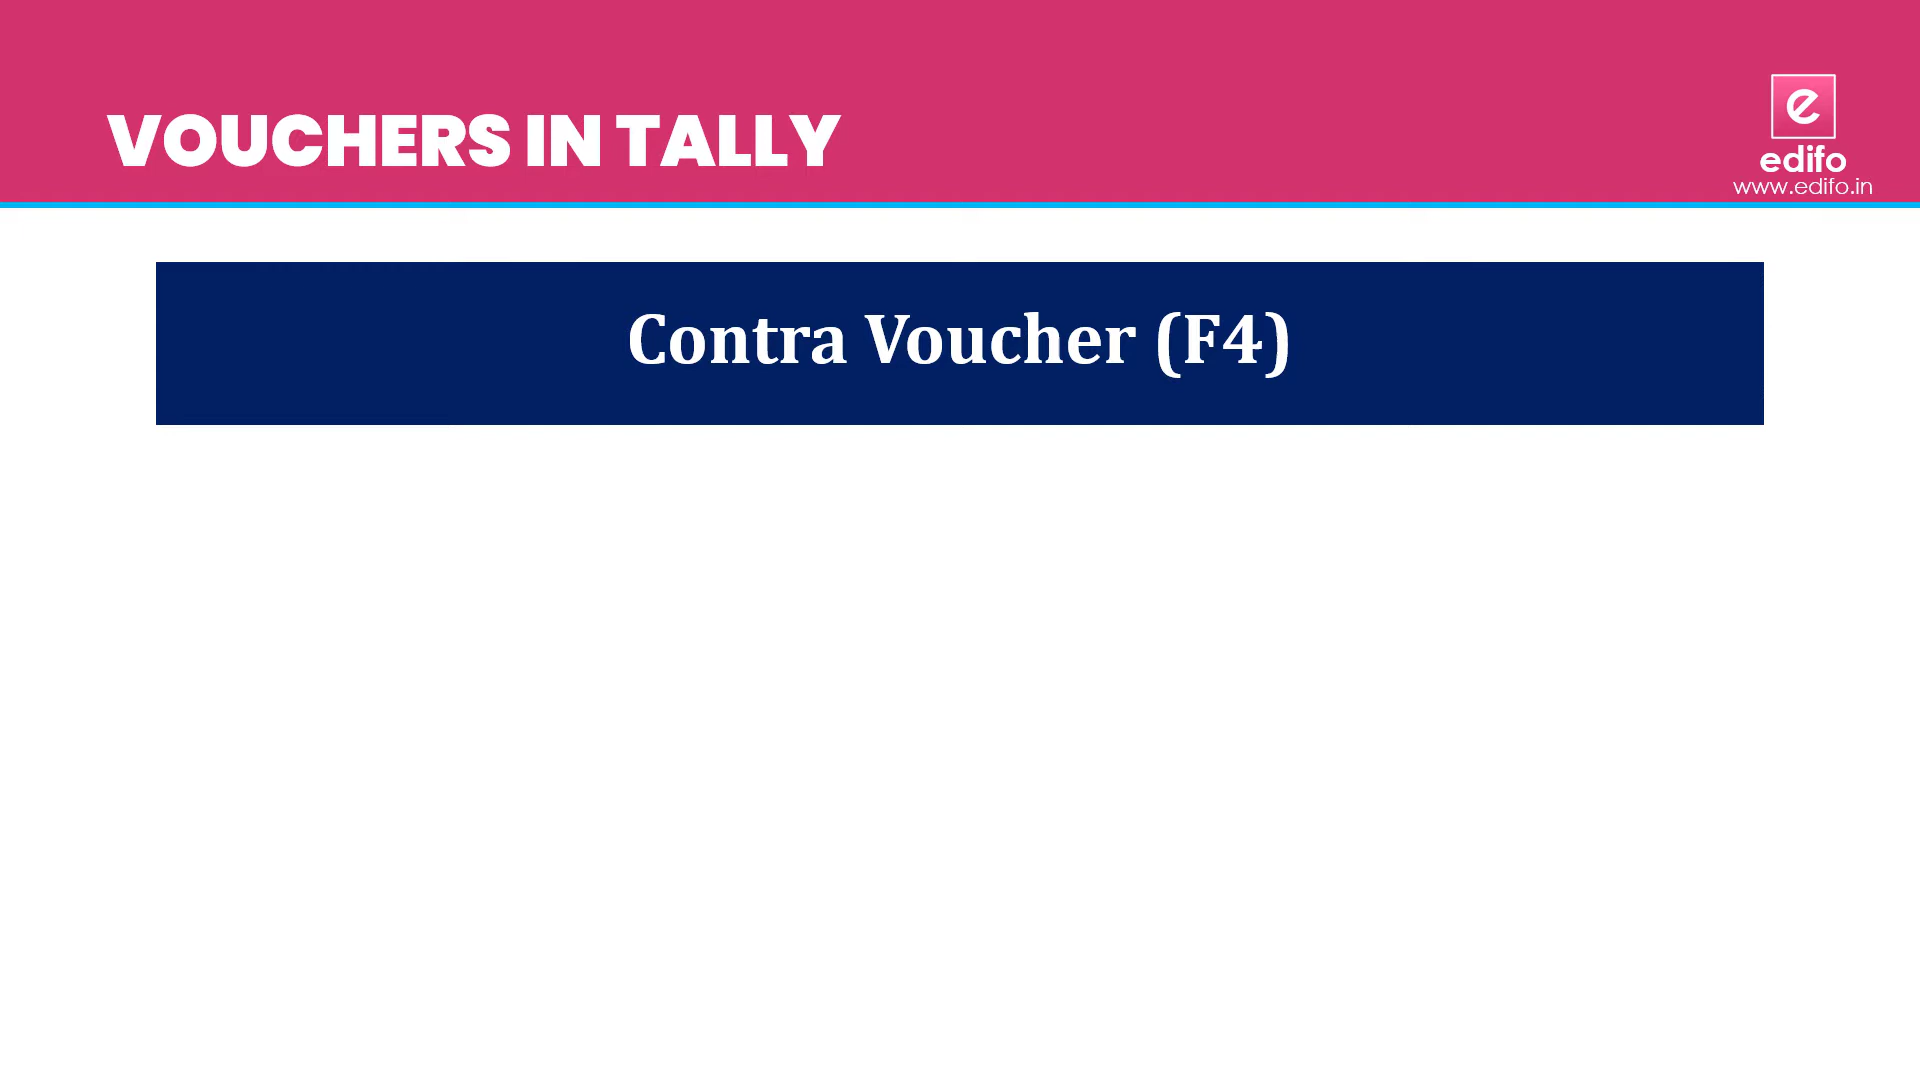 VOUCHERS IN TALLY
e
edifo
www.edifo.in
Contra Voucher (F4)